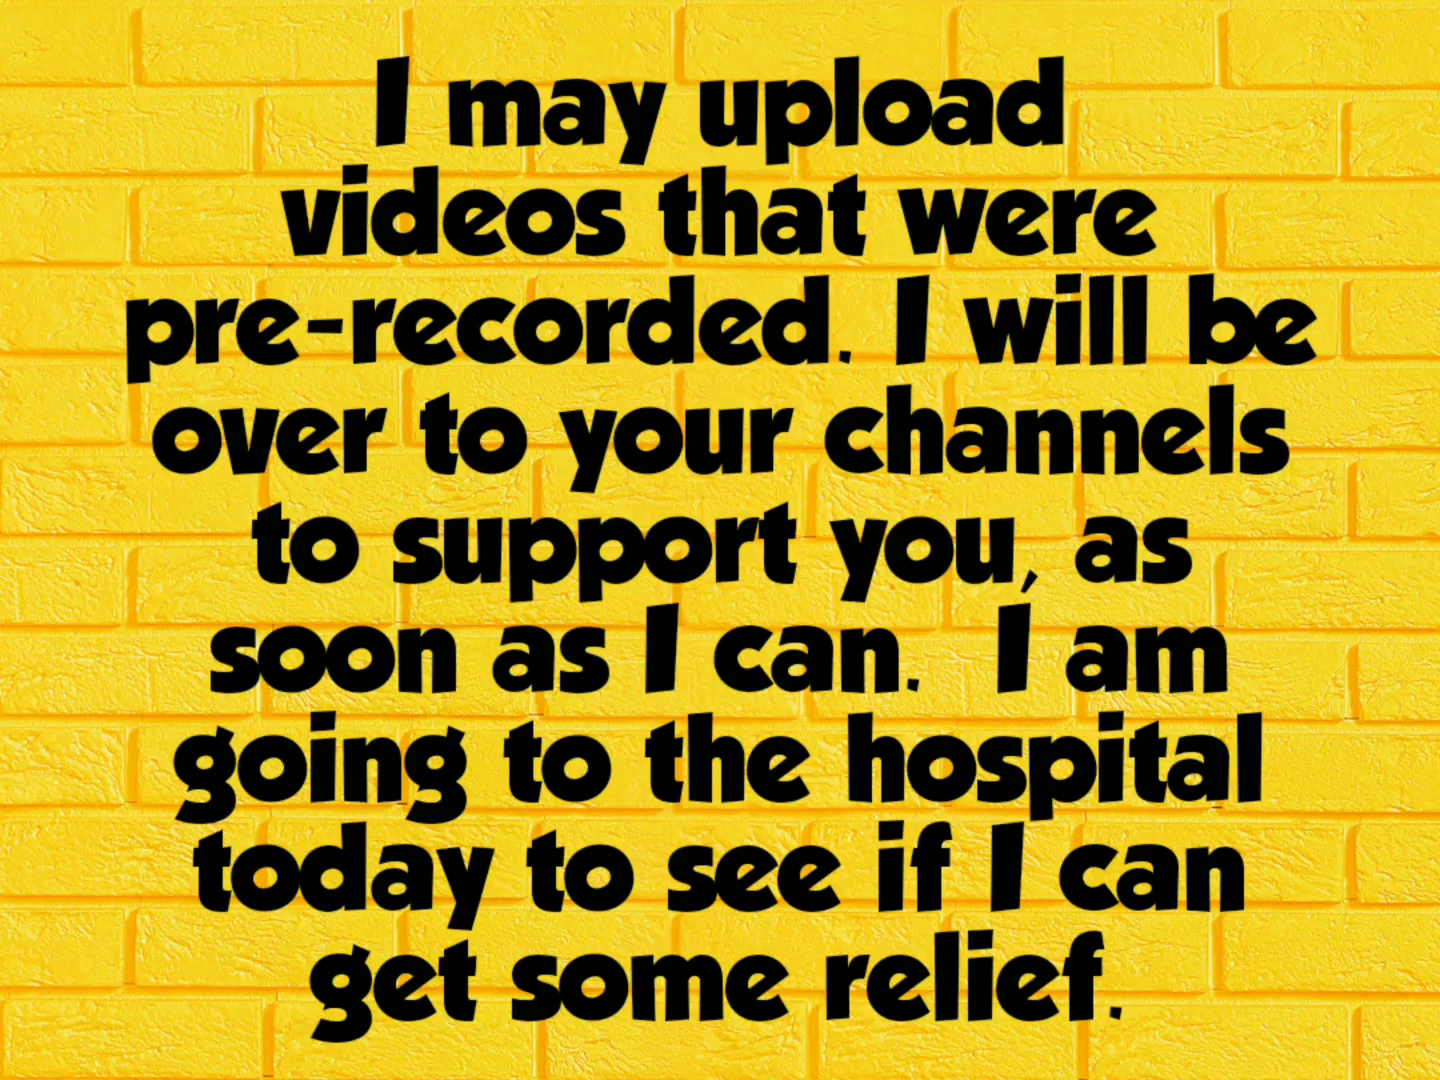 I may upload
videos that were
pre-recorded. I will be
over to your channels
to support you, as
soon as I can.  I am
going to the hospital
today to see if I can
get some relief.